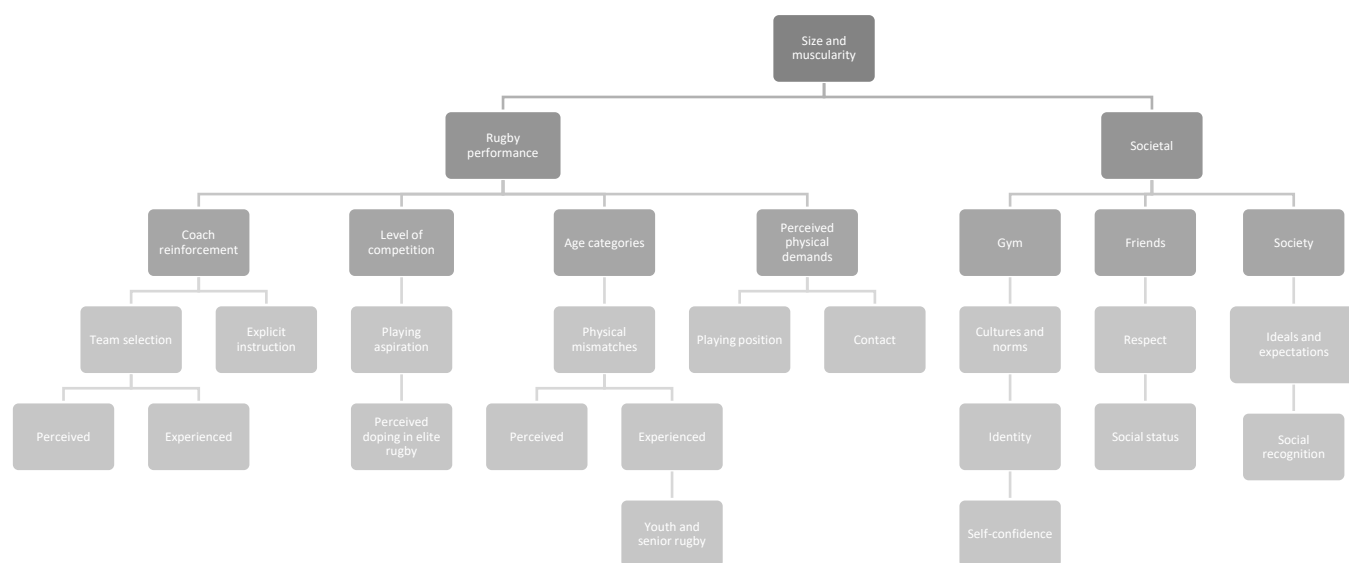 Size and
muscularity
Rugby
performance
Societal
Coach
reinforcement
Level of
competition
Age categories
Perceived
physical
demands
Gym
Friends
Society
Team selection
Explicit
instruction
Playing
aspiration
Physical
mismatches
Playing position
Contact
Cultures and
norms
Respect
Ideals and
expectations
Perceived
Experienced
Perceived
doping in elite
rugby
Perceived
Experienced
Identity
Social status
Social
recognition
Youth and
senior rugby
Self-confidence